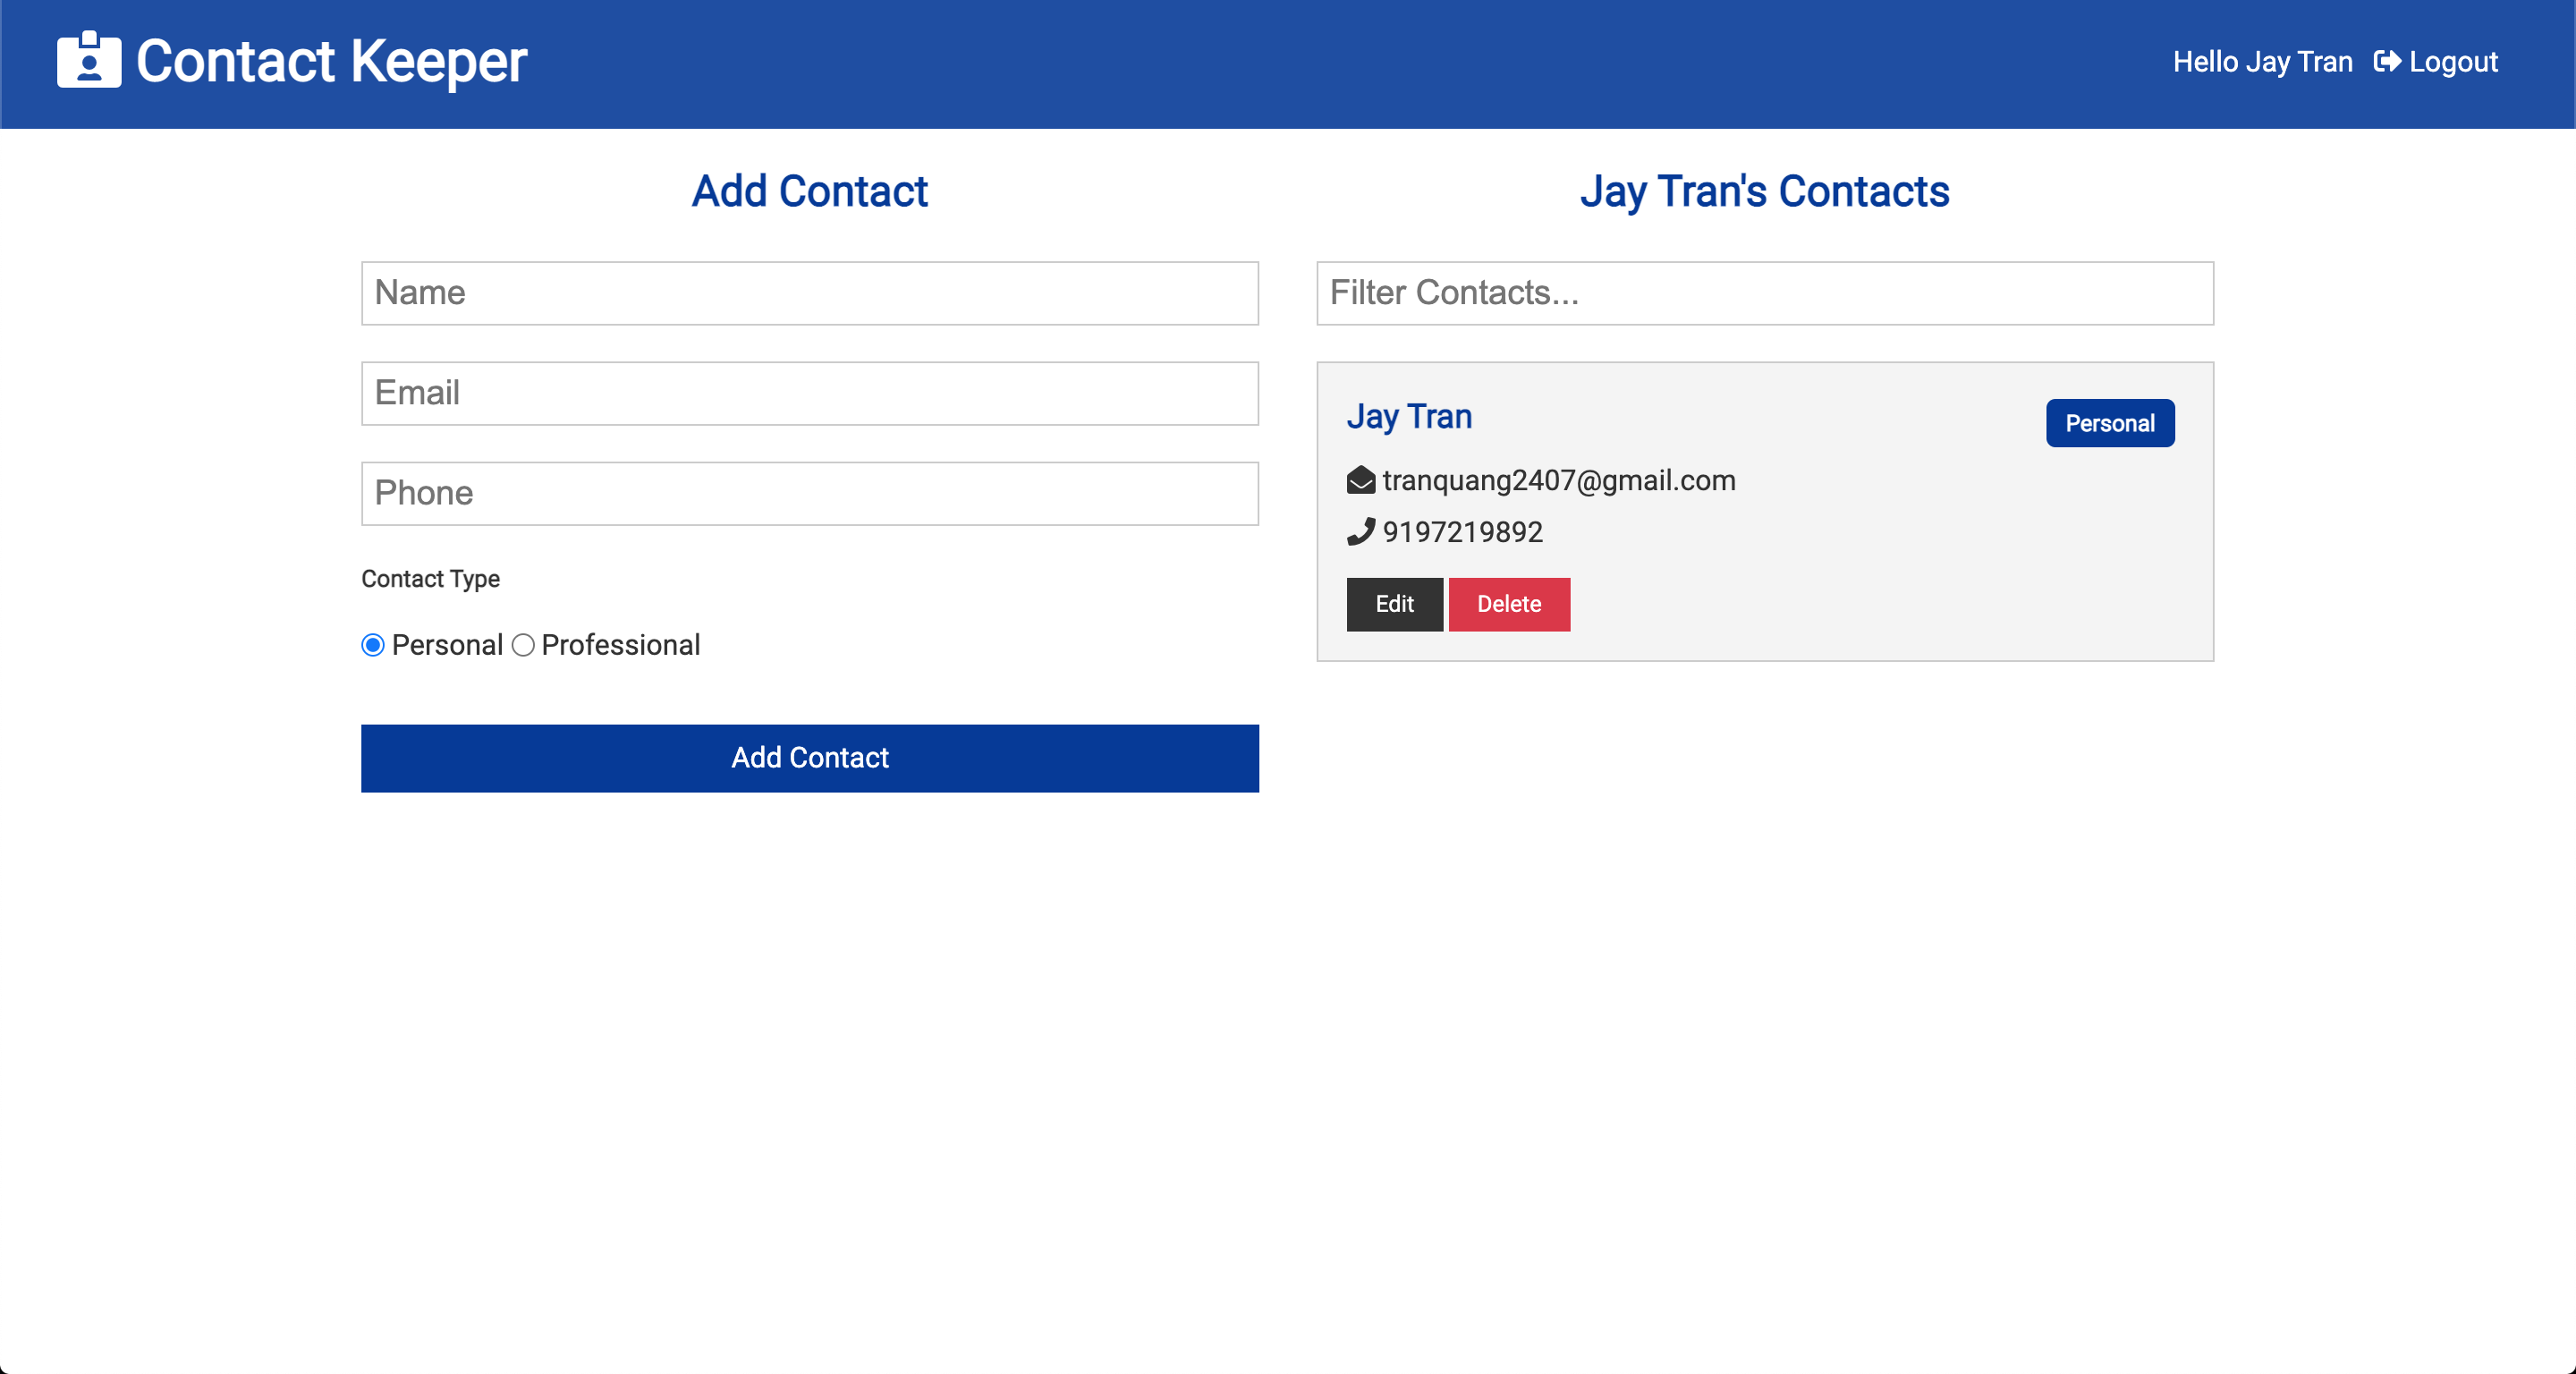 Contact Keeper
Hello Jay Tran Logout
Add Contact
Name
Email
Phone
Contact Type
Personal Professional
Add Contact
Jay Tran's Contacts
Filter Contacts...
Jay Tran
Personal
tranquang2407@gmail.com
9197219892
Edit Delete